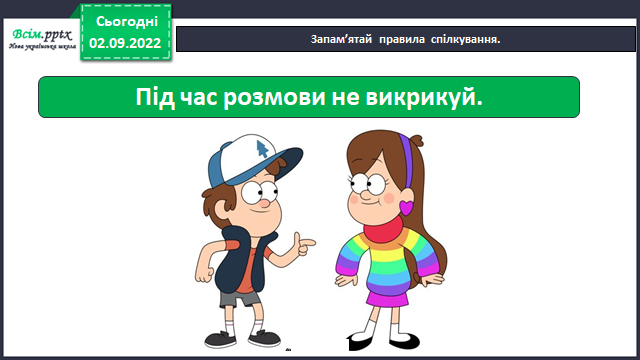 Всім.pptx
Нова українська школа
Сьогодні
02.09.2022
Запам’ятай правила спілкування.
Під час розмови не викрикуй.